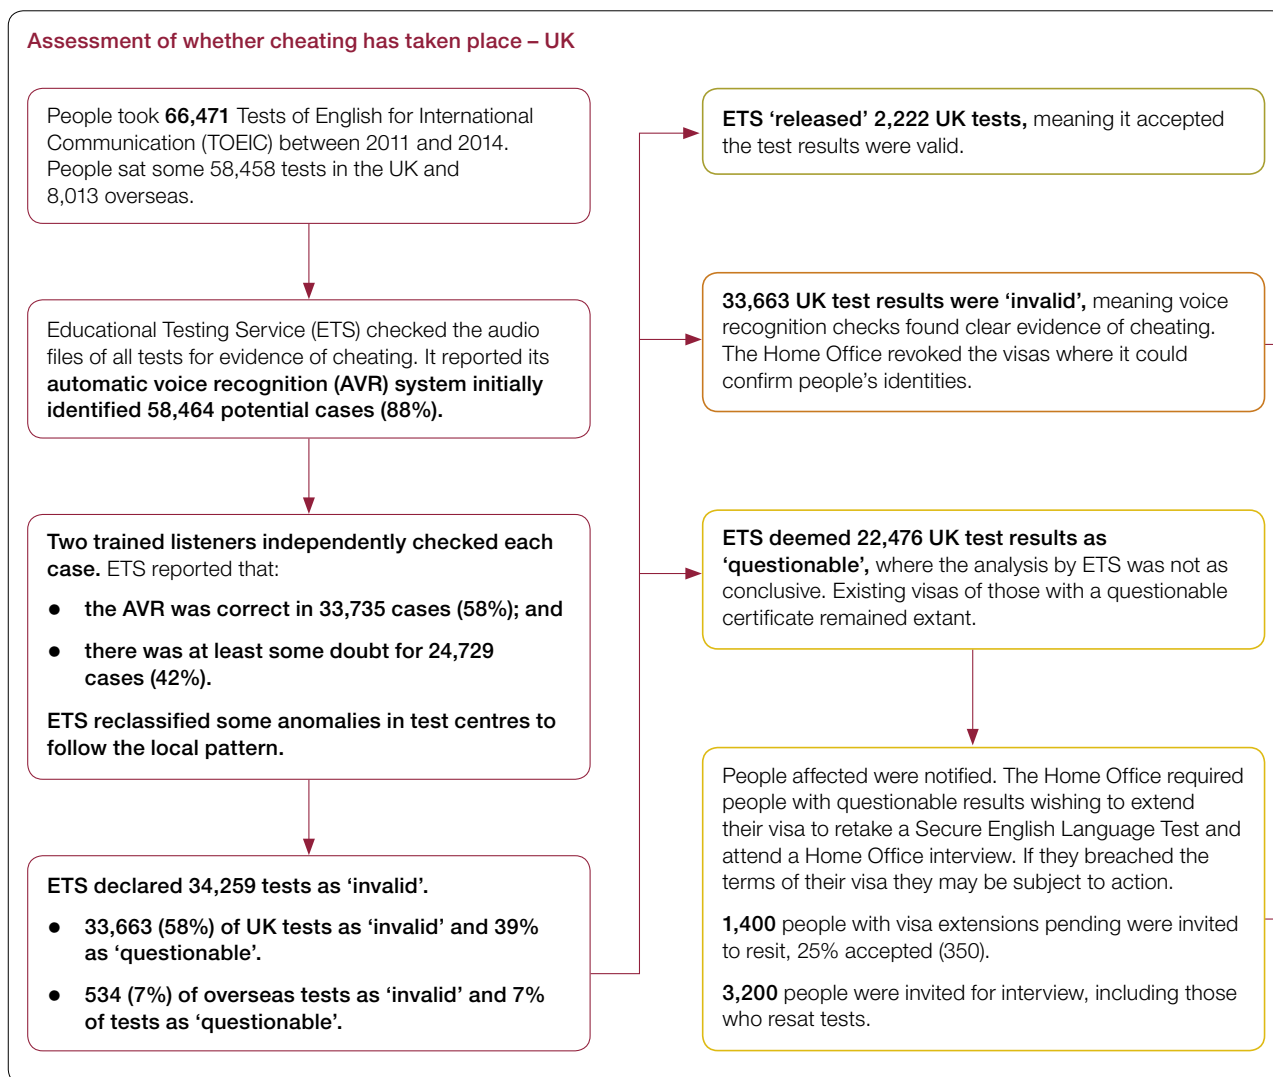 Assessment of whether cheating has taken place – UK
People took 66,471 Tests of English for International
Communication (TOEIC) between 2011 and 2014.
People sat some 58,458 tests in the UK and
8,013 overseas.
Educational Testing Service (ETS) checked the audio
files of all tests for evidence of cheating. It reported its
automatic voice recognition (AVR) system initially
identified 58,464 potential cases (88%).
Two trained listeners independently checked each
case. ETS reported that:
● the AVR was correct in 33,735 cases (58%); and
● there was at least some doubt for 24,729
cases (42%).
ETS reclassified some anomalies in test centres to
follow the local pattern.
ETS declared 34,259 tests as ‘invalid’.
● 33,663 (58%) of UK tests as ‘invalid’ and 39%
as ‘questionable’.
● 534 (7%) of overseas tests as ‘invalid’ and 7%
of tests as ‘questionable’.
ETS ‘released’ 2,222 UK tests, meaning it accepted
the test results were valid.
33,663 UK test results were ‘invalid’, meaning voice
recognition checks found clear evidence of cheating.
The Home Office revoked the visas where it could
confirm people’s identities.
ETS deemed 22,476 UK test results as
‘questionable’, where the analysis by ETS was not as
conclusive. Existing visas of those with a questionable
certificate remained extant.
People affected were notified. The Home Office required
people with questionable results wishing to extend
their visa to retake a Secure English Language Test and
attend a Home Office interview. If they breached the
terms of their visa they may be subject to action.
1,400 people with visa extensions pending were invited
to resit, 25% accepted (350).
3,200 people were invited for interview, including those
who resat tests.